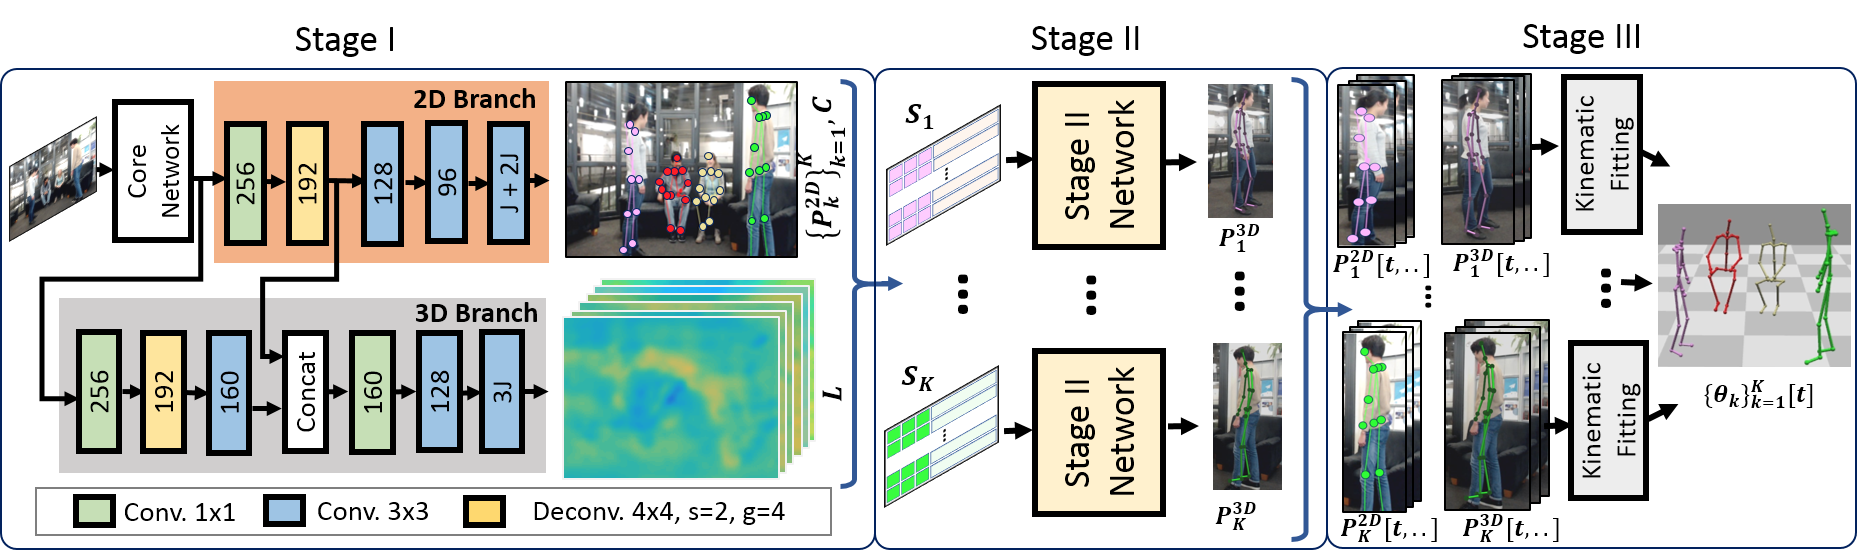 Stage I
Stage II
Stage III
Core
Network
2D Branch
256
192
128
96
J + 2J
{P_k^{2D}}_{k=1}^K, C
3D Branch
256
192
160
Concat
160
128
3J
L
Conv. 1x1
Conv. 3x3
Deconv. 4x4, s=2, g=4
S_1
...
Stage II
Network
P_1^{3D}
S_K
...
Stage II
Network
P_K^{3D}
P_1^{2D}[t,..]
P_1^{3D}[t,..]
Kinematic
Fitting
P_K^{2D}[t,..]
P_K^{3D}[t,..]
Kinematic
Fitting
{θ_k}_{k=1}^K[t]